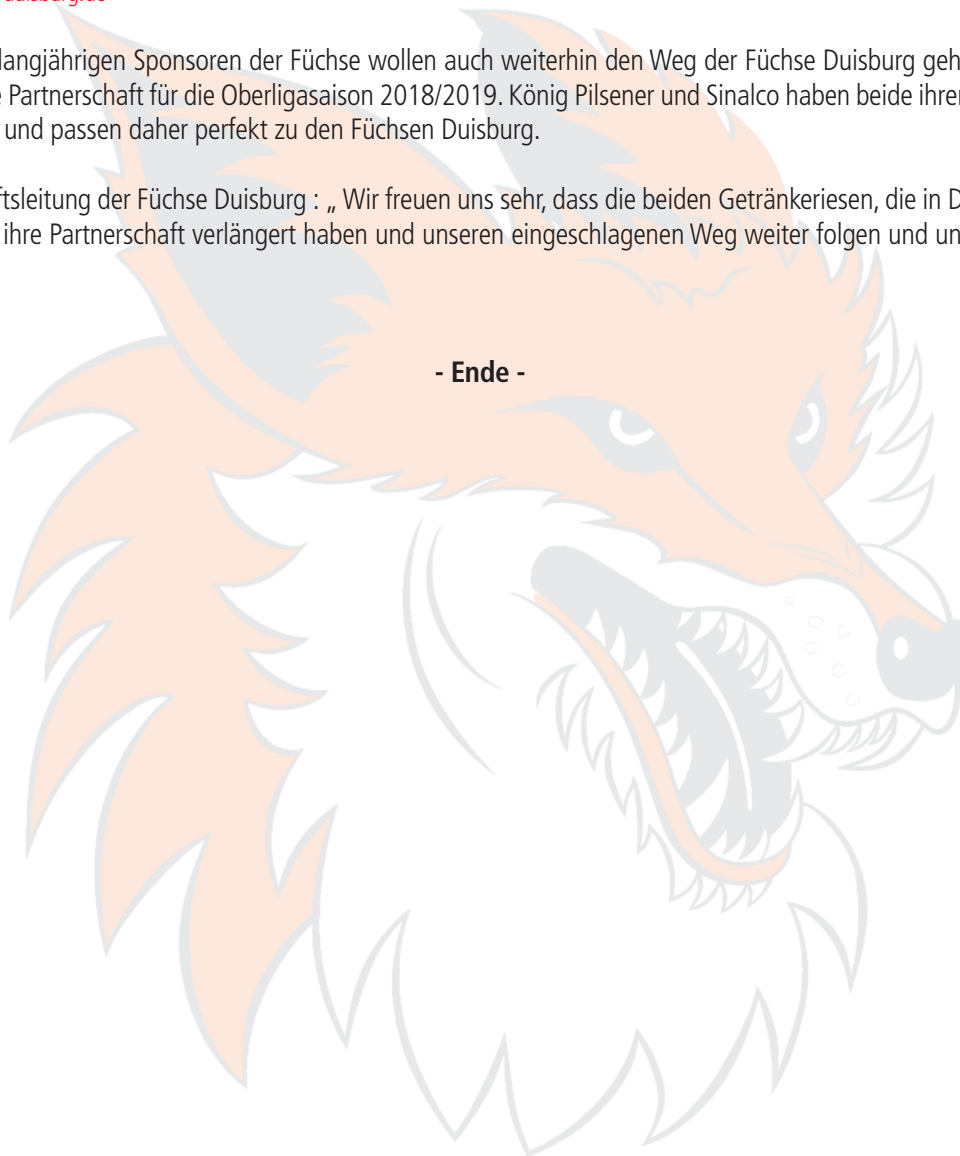 langjährigen Sponsoren der Füchse wollen auch weiterhin den Weg der Füchse Duisburg geh
Partnerschaft für die Oberligasaison 2018/2019. König Pilsener und Sinalco haben beide ihren
und passen daher perfekt zu den Füchsen Duisburg.
ftsleitung der Füchse Duisburg : „ Wir freuen uns sehr, dass die beiden Getränkeriesen, die in D
ihre Partnerschaft verlängert haben und unseren eingeschlagenen Weg weiter folgen und un
- Ende -